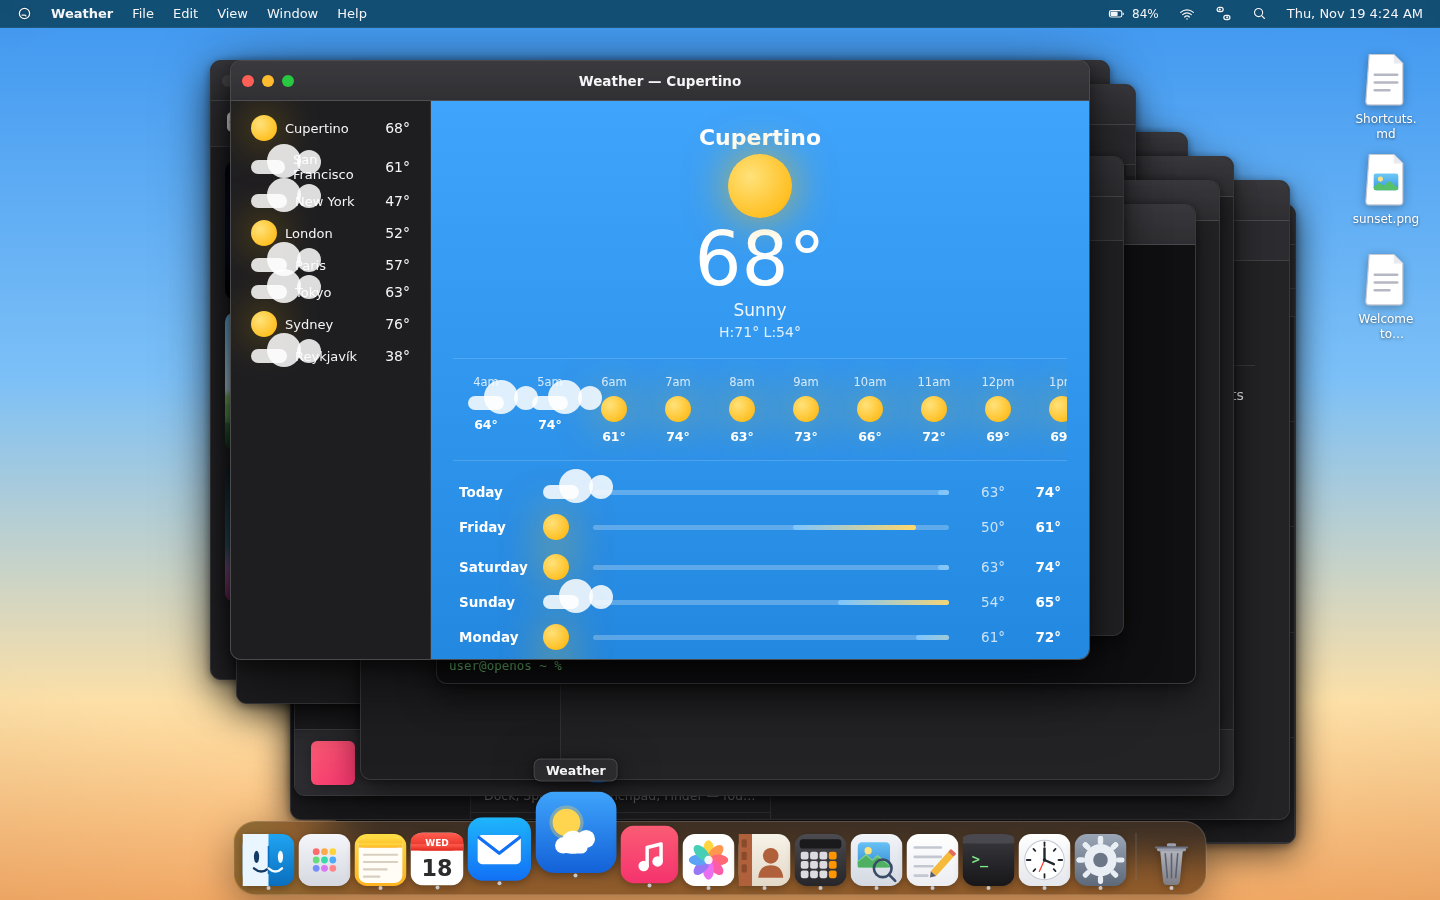 Weather File Edit View Window Help
84%
Thu, Nov 19 4:24 AM
Weather — Cupertino
Cupertino 68°
San Francisco 61°
New York 47°
London 52°
Paris 57°
Tokyo 63°
Sydney 76°
Reykjavík 38°
Cupertino
68°
Sunny
H:71° L:54°
4am 5am 6am 7am 8am 9am 10am 11am 12pm
64° 74° 61° 74° 63° 73° 66° 72° 69° 69
Today 63° 74°
Friday 50° 61°
Saturday 63° 74°
Sunday 54° 65°
Monday 61° 72°
user@openos ~ %
Shortcuts.
md
sunset.png
Welcome
to...
Weather
WED
18
>_